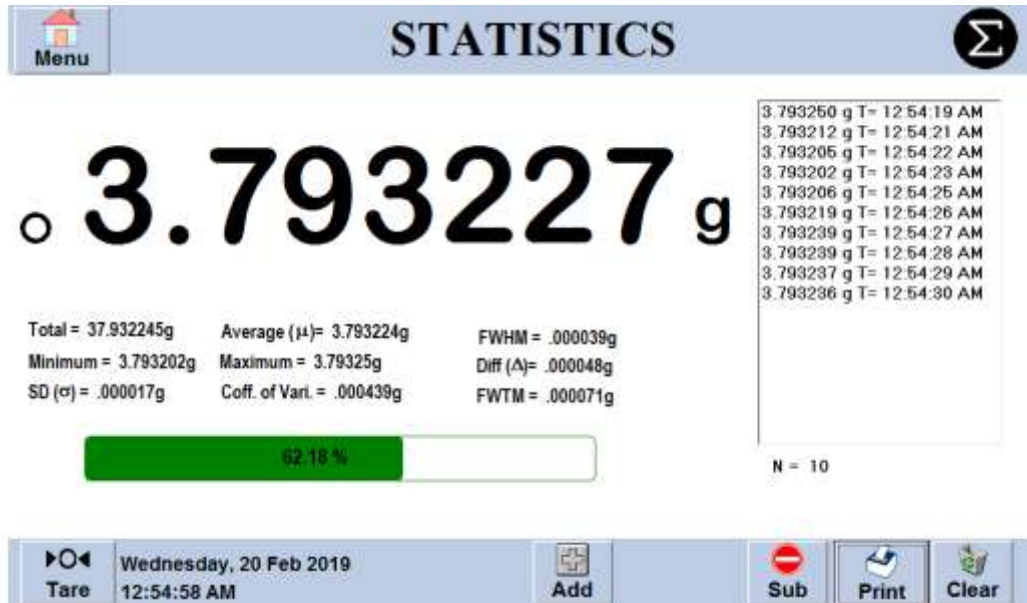 Menu
STATISTICS
Σ
3.793227 g
3.793250 g T= 12:54:19 AM
3.793212 g T= 12:54:21 AM
3.793205 g T= 12:54:22 AM
3.793202 g T= 12:54:23 AM
3.793206 g T= 12:54:25 AM
3.793219 g T= 12:54:26 AM
3.793239 g T= 12:54:27 AM
3.793239 g T= 12:54:28 AM
3.793237 g T= 12:54:29 AM
3.793236 g T= 12:54:30 AM
Total = 37.932245g Average (μ)= 3.793224g FWHM = .000039g
Minimum = 3.793202g Maximum = 3.79325g Diff (Δ)= .000048g
SD (σ) = .000017g Coff. of Vari. = .000439g FWTM = .000071g
62.18 %
N = 10
Tare
Wednesday, 20 Feb 2019
12:54:58 AM
Add
Sub
Print
Clear